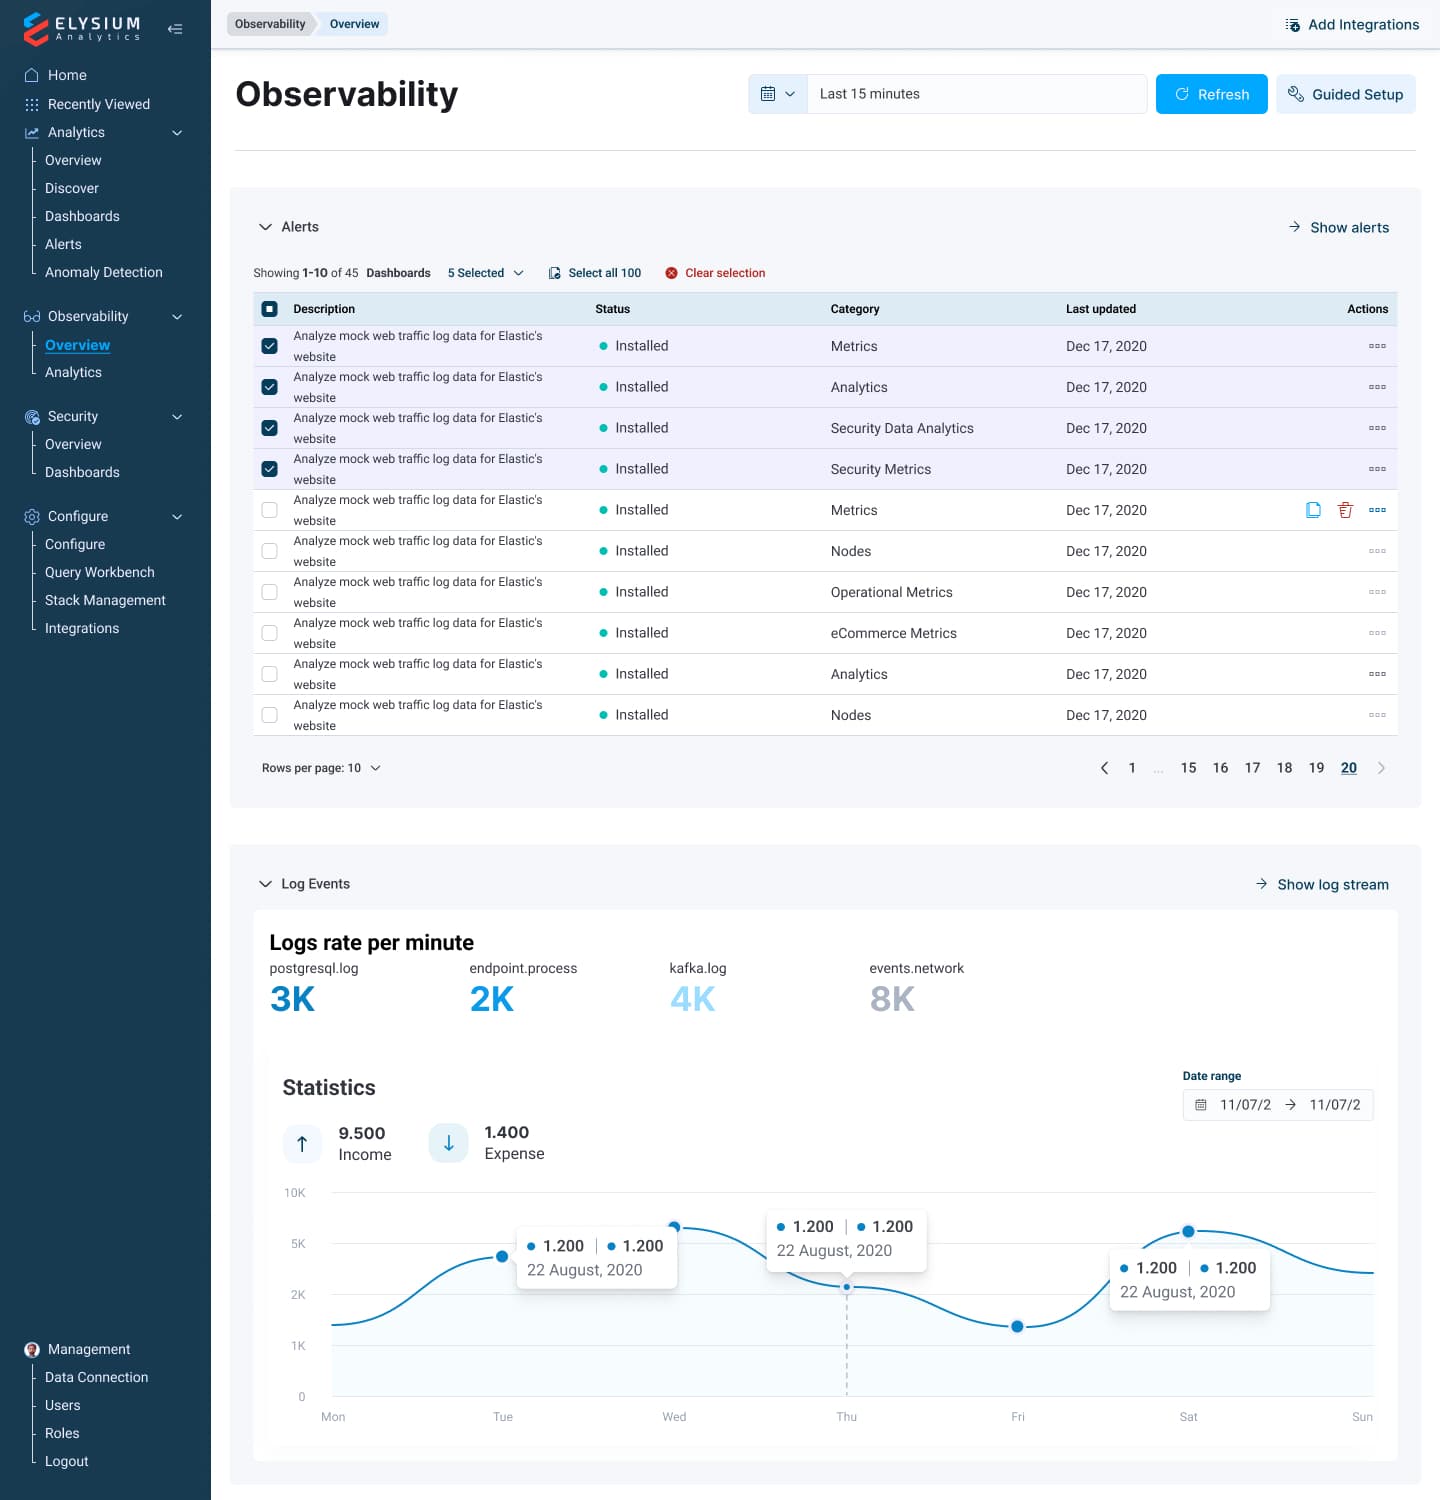 ELYSIUM
Analytics
Home
Recently Viewed
Analytics
Overview
Discover
Dashboards
Alerts
Anomaly Detection
Observability
Overview
Analytics
Security
Overview
Dashboards
Configure
Configure
Query Workbench
Stack Management
Integrations
Management
Data Connection
Users
Roles
Logout
Observability Overview
Add Integrations
Observability
Last 15 minutes
Refresh
Guided Setup
Alerts
Show alerts
Showing 1-10 of 45 Dashboards 5 Selected Select all 100 Clear selection
Description Status Category Last updated Actions
Analyze mock web traffic log data for Elastic's
website
Installed Metrics Dec 17, 2020
Analyze mock web traffic log data for Elastic's
website
Installed Analytics Dec 17, 2020
Analyze mock web traffic log data for Elastic's
website
Installed Security Data Analytics Dec 17, 2020
Analyze mock web traffic log data for Elastic's
website
Installed Security Metrics Dec 17, 2020
Analyze mock web traffic log data for Elastic's
website
Installed Metrics Dec 17, 2020
Analyze mock web traffic log data for Elastic's
website
Installed Nodes Dec 17, 2020
Analyze mock web traffic log data for Elastic's
website
Installed Operational Metrics Dec 17, 2020
Analyze mock web traffic log data for Elastic's
website
Installed eCommerce Metrics Dec 17, 2020
Analyze mock web traffic log data for Elastic's
website
Installed Analytics Dec 17, 2020
Analyze mock web traffic log data for Elastic's
website
Installed Nodes Dec 17, 2020
Rows per page: 10
1 ... 15 16 17 18 19 20
Log Events
Show log stream
Logs rate per minute
postgresql.log endpoint.process kafka.log events.network
3K 2K 4K 8K
Statistics
Date range
11/07/2 → 11/07/2
9.500
Income
1.400
Expense
10K
5K
2K
1K
0
1.200 | 1.200
22 August, 2020
1.200 | 1.200
22 August, 2020
1.200 | 1.200
22 August, 2020
Mon Tue Wed Thu Fri Sat Sun